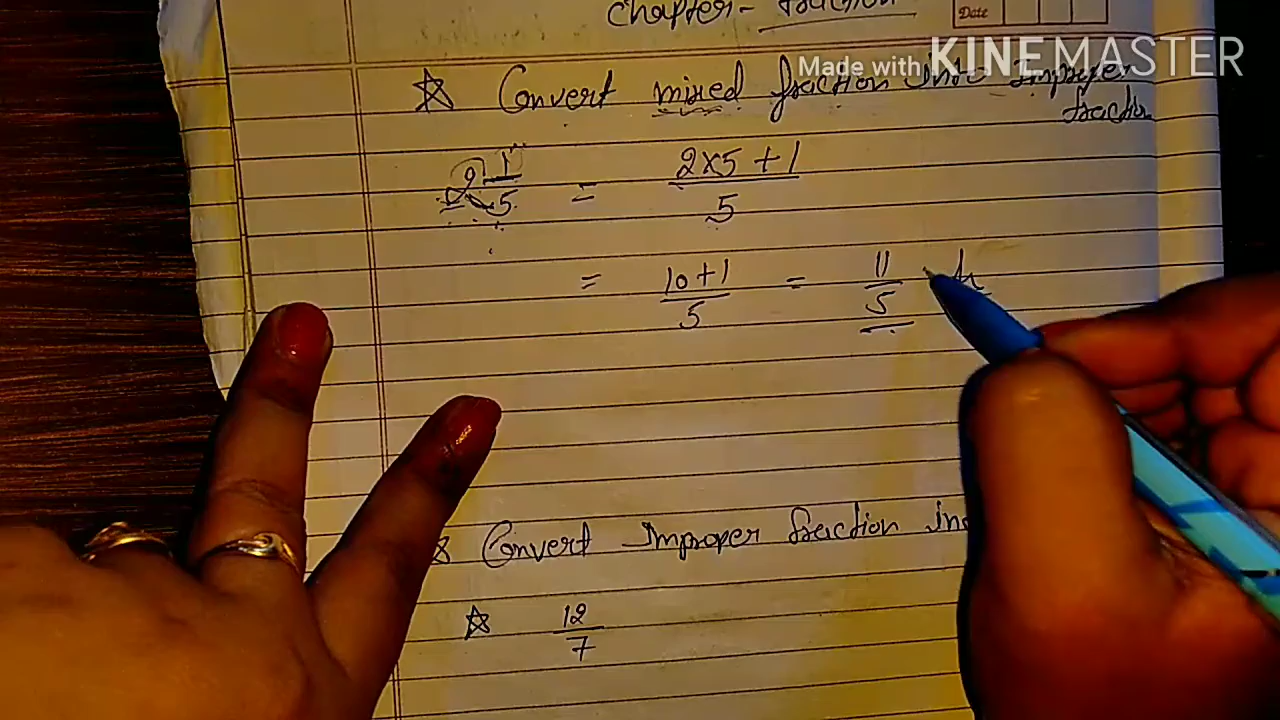 Chapter - fraction
Date
Made with KINEMASTER
☆ Convert mixed fraction into Improper
fraction
2 1/5 = 2×5+1/5
= 10+1/5 = 11/5
Convert Improper fraction
☆ 12/7